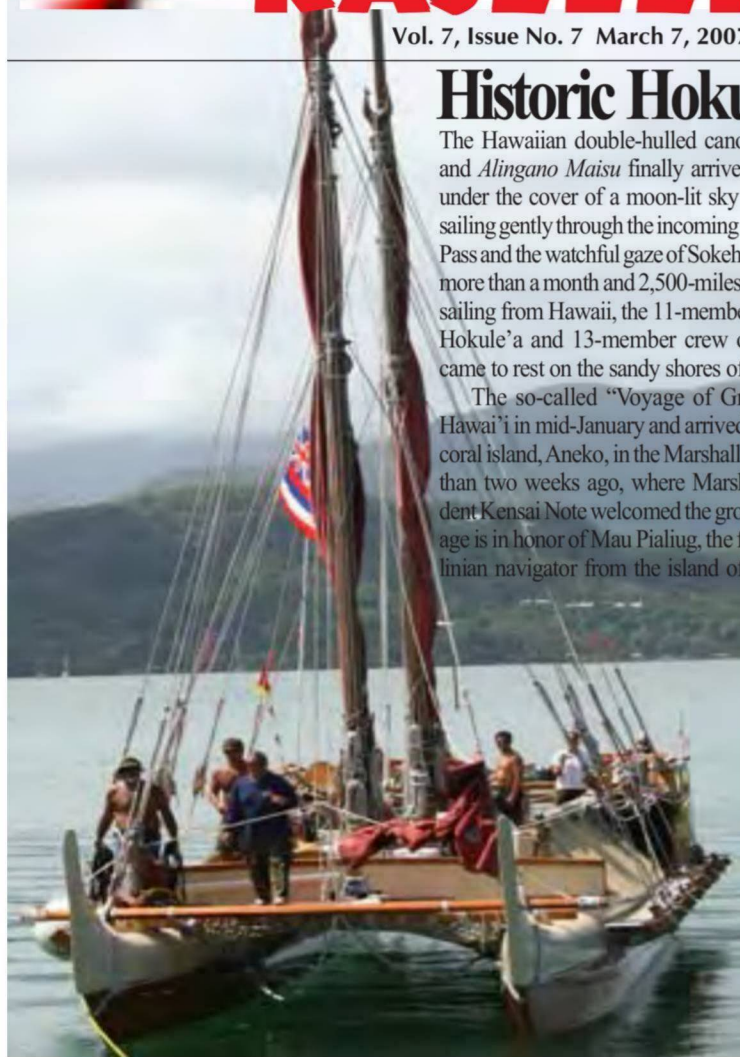 Vol. 7, Issue No. 7 March 7, 2007
Historic Hoku
The Hawaiian double-hulled cano
and Alingano Maisu finally arrive
under the cover of a moon-lit sky
sailing gently through the incoming
Pass and the watchful gaze of Sokeh
more than a month and 2,500-miles
sailing from Hawaii, the 11-membe
Hokule’a and 13-member crew
came to rest on the sandy shores of
The so-called “Voyage of Gr
Hawai’i in mid-January and arrived
coral island, Aneko, in the Marshall
than two weeks ago, where Marsh
dent Kensai Note welcomed the gro
age is in honor of Mau Pialiug, the f
linian navigator from the island of